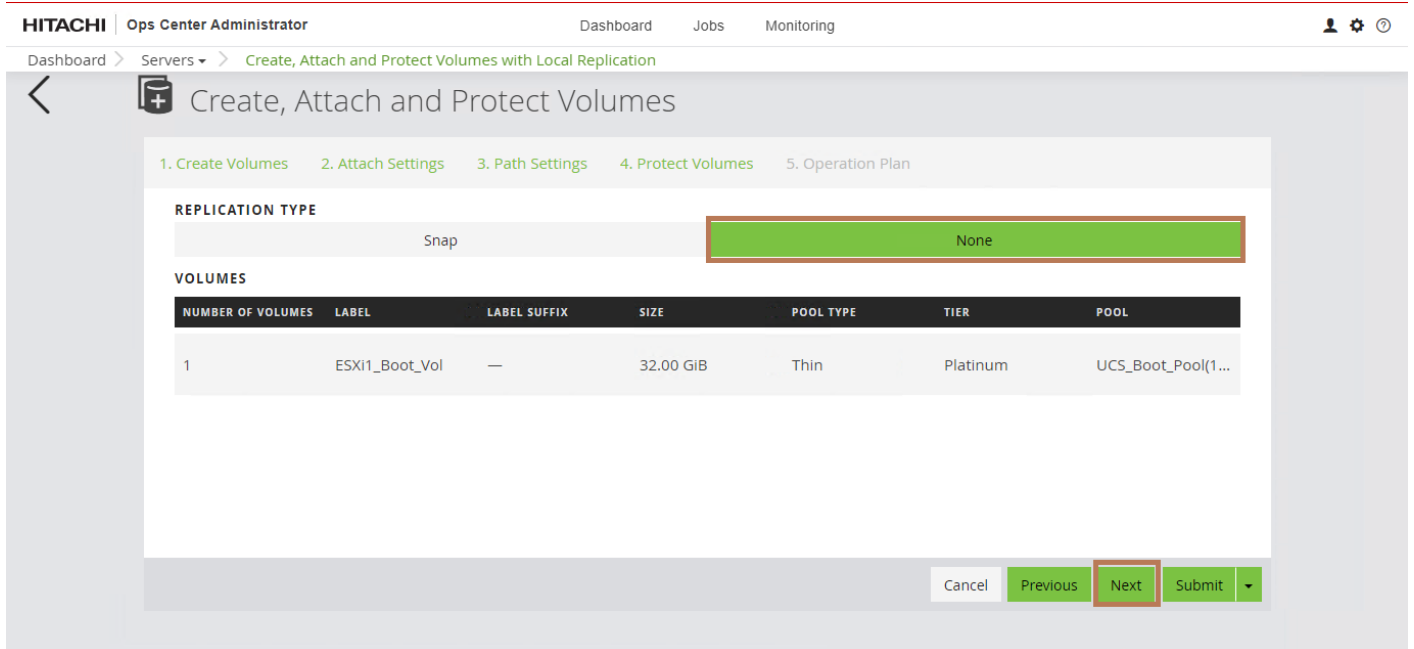 HITACHI Ops Center Administrator Dashboard Jobs Monitoring
Dashboard Servers Create, Attach and Protect Volumes with Local Replication
Create, Attach and Protect Volumes
1. Create Volumes 2. Attach Settings 3. Path Settings 4. Protect Volumes 5. Operation Plan
REPLICATION TYPE
Snap None
VOLUMES
NUMBER OF VOLUMES LABEL LABEL SUFFIX SIZE POOL TYPE TIER POOL
1 ESXi1_Boot_Vol — 32.00 GiB Thin Platinum UCS_Boot_Pool(1...
Cancel Previous Next Submit